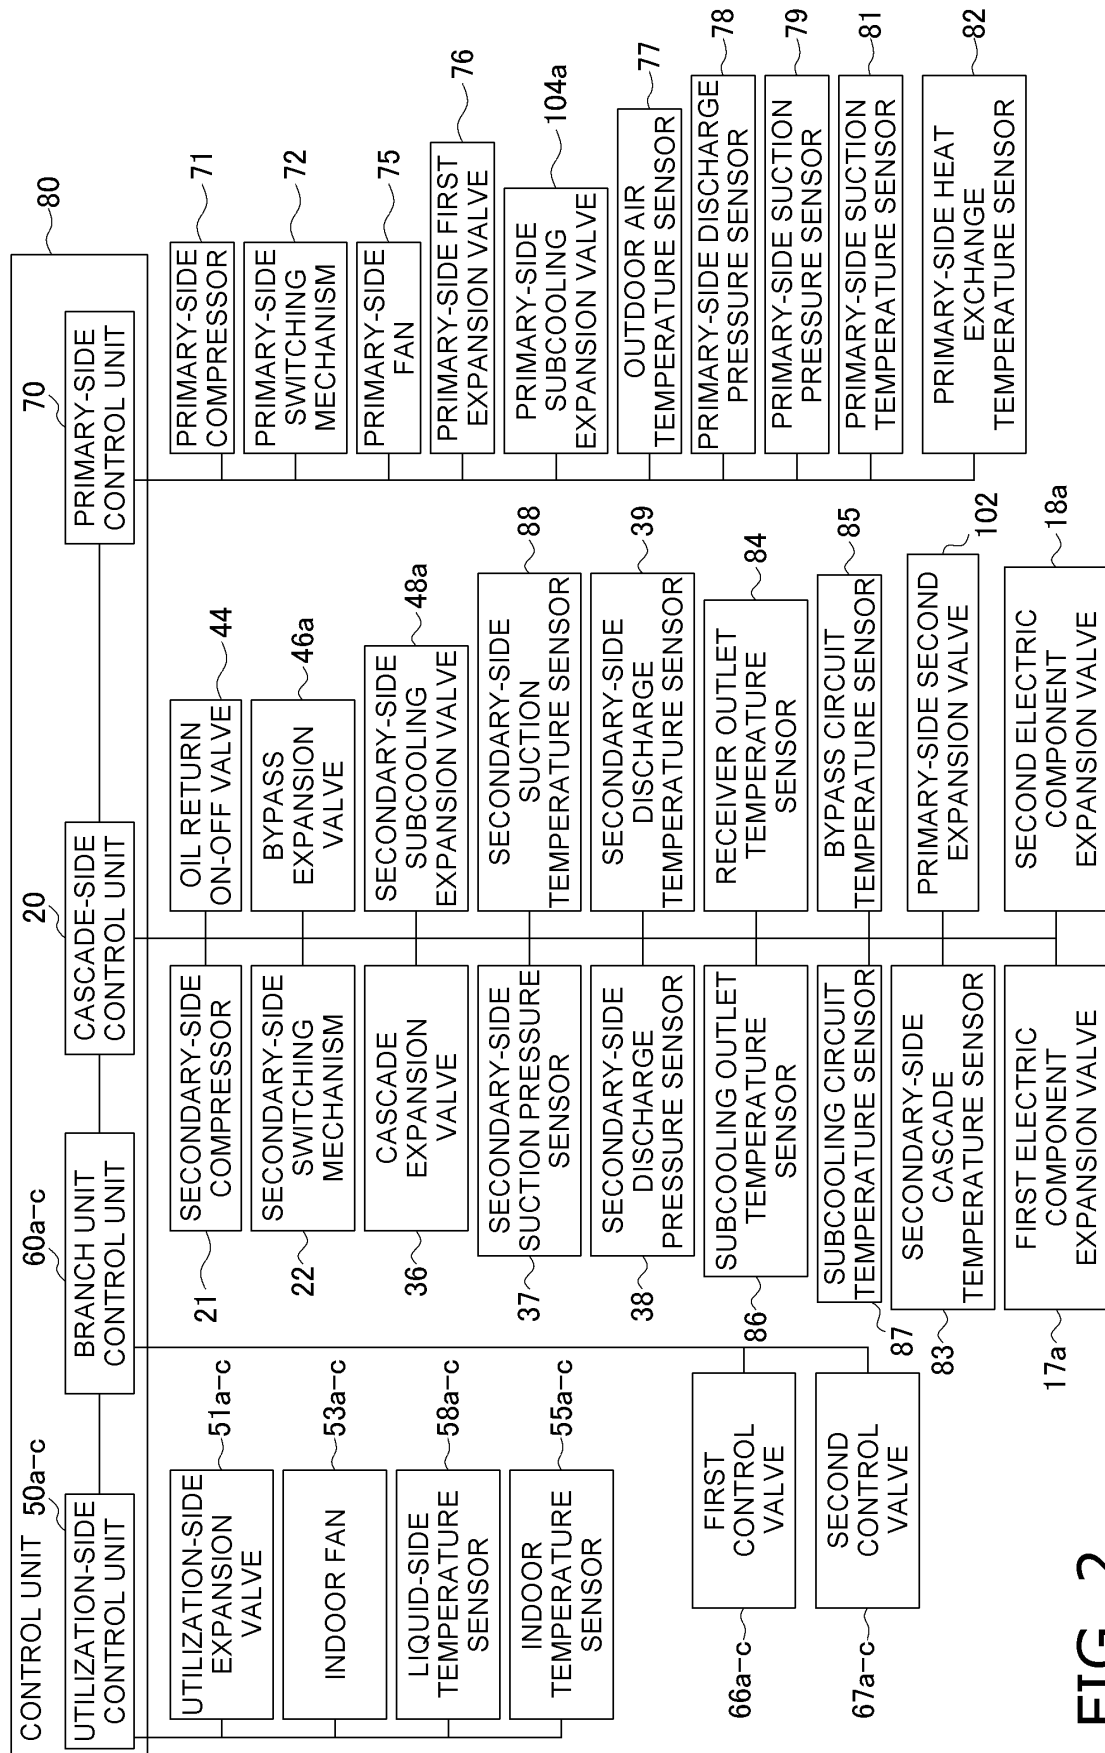 CONTROL UNIT
80
50a-c
UTILIZATION-SIDE
CONTROL UNIT
60a-c
BRANCH UNIT
CONTROL UNIT
20
CASCADE-SIDE
CONTROL UNIT
70
PRIMARY-SIDE
CONTROL UNIT
UTILIZATION-SIDE
EXPANSION
VALVE
51a-c
INDOOR FAN
53a-c
LIQUID-SIDE
TEMPERATURE
SENSOR
58a-c
INDOOR
TEMPERATURE
SENSOR
55a-c
FIRST
CONTROL
VALVE
66a-c
SECOND
CONTROL
VALVE
67a-c
21
SECONDARY-SIDE
COMPRESSOR
22
SECONDARY-SIDE
SWITCHING
MECHANISM
36
CASCADE
EXPANSION
VALVE
37
SECONDARY-SIDE
SUCTION PRESSURE
SENSOR
38
SECONDARY-SIDE
DISCHARGE
PRESSURE SENSOR
86
SUBCOOLING OUTLET
TEMPERATURE
SENSOR
87
SUBCOOLING CIRCUIT
TEMPERATURE SENSOR
83
SECONDARY-SIDE
CASCADE
TEMPERATURE SENSOR
17a
FIRST ELECTRIC
COMPONENT
EXPANSION VALVE
OIL RETURN
ON-OFF VALVE
44
BYPASS
EXPANSION
VALVE
46a
SECONDARY-SIDE
SUBCOOLING
EXPANSION VALVE
48a
SECONDARY-SIDE
SUCTION
TEMPERATURE SENSOR
88
SECONDARY-SIDE
DISCHARGE
TEMPERATURE SENSOR
39
RECEIVER OUTLET
TEMPERATURE
SENSOR
84
BYPASS CIRCUIT
TEMPERATURE SENSOR
85
PRIMARY-SIDE SECOND
EXPANSION VALVE
102
SECOND ELECTRIC
COMPONENT
EXPANSION VALVE
18a
PRIMARY-SIDE
COMPRESSOR
71
PRIMARY-SIDE
SWITCHING
MECHANISM
72
PRIMARY-SIDE
FAN
75
PRIMARY-SIDE FIRST
EXPANSION VALVE
76
PRIMARY-SIDE
SUBCOOLING
EXPANSION VALVE
104a
OUTDOOR AIR
TEMPERATURE SENSOR
77
PRIMARY-SIDE DISCHARGE
PRESSURE SENSOR
78
PRIMARY-SIDE SUCTION
PRESSURE SENSOR
79
PRIMARY-SIDE SUCTION
TEMPERATURE SENSOR
81
PRIMARY-SIDE HEAT
EXCHANGE
TEMPERATURE SENSOR
82
FIG. 2